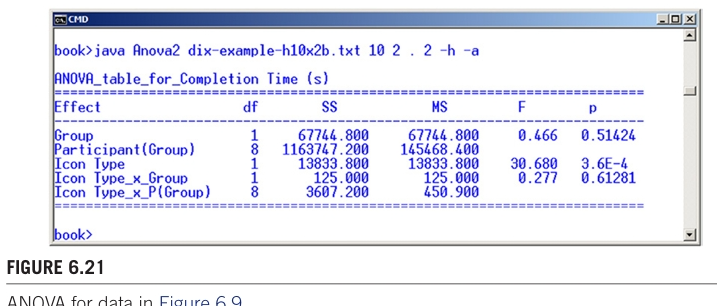 CMD
book>java Anova2 dix-example-h10x2b.txt 10 2 . 2 -h -a
ANOVA_table_for_Completion Time (s)
================================================================================
Effect df SS MS F p
--------------------------------------------------------------------------------
Group 1 67744.800 67744.800 0.466 0.51424
Participant(Group) 8 1163747.200 145468.400
Icon Type 1 13833.800 13833.800 30.680 3.6E-4
Icon Type_x_Group 1 125.000 125.000 0.277 0.61281
Icon Type_x_P(Group) 8 3607.200 450.900
================================================================================
book>
FIGURE 6.21
ANOVA for data in Figure 6.9